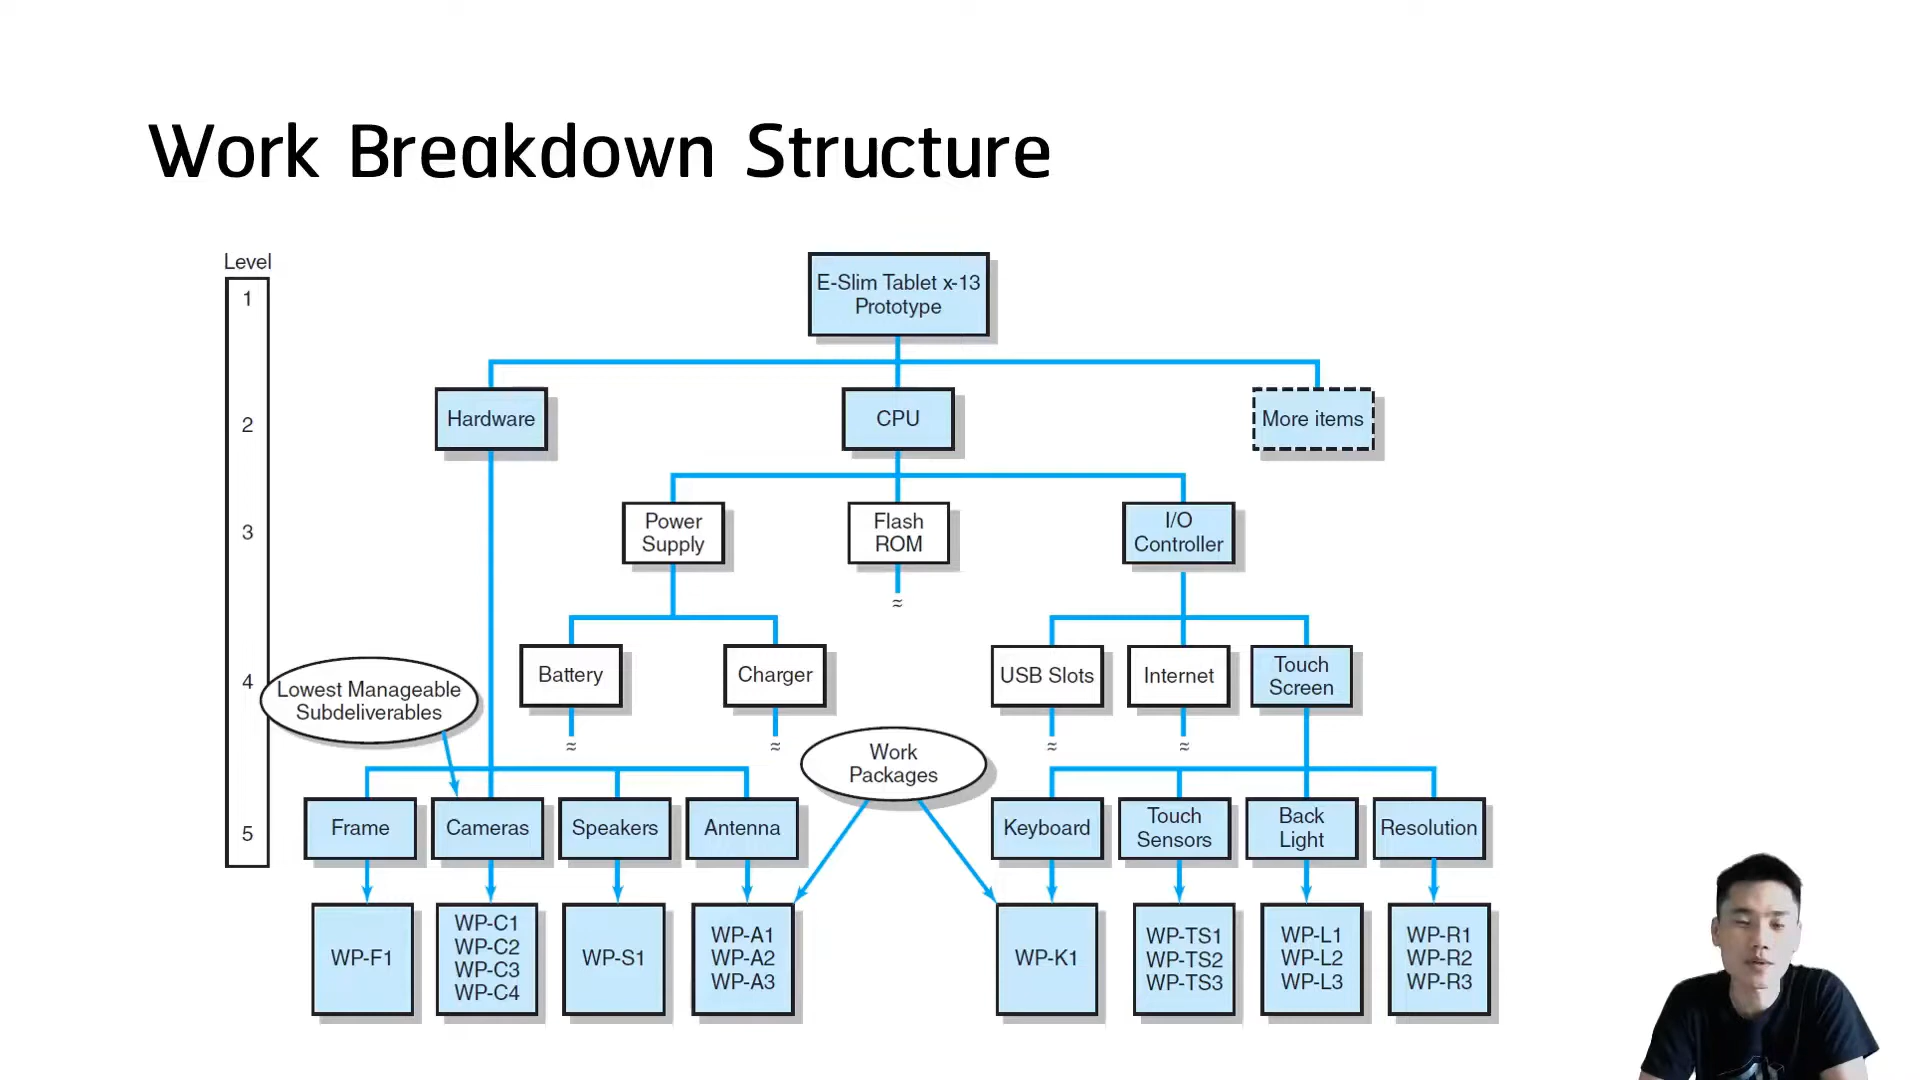 Work Breakdown Structure
Level
1
E-Slim Tablet x-13
Prototype
2
Hardware
CPU
More items
3
Power
Supply
Flash
ROM
I/O
Controller
≈
4
Lowest Manageable
Subdeliverables
Battery
Charger
USB Slots
Internet
Touch
Screen
≈
≈
≈
≈
Work
Packages
5
Frame
Cameras
Speakers
Antenna
Keyboard
Touch
Sensors
Back
Light
Resolution
WP-F1
WP-C1
WP-C2
WP-C3
WP-C4
WP-S1
WP-A1
WP-A2
WP-A3
WP-K1
WP-TS1
WP-TS2
WP-TS3
WP-L1
WP-L2
WP-L3
WP-R1
WP-R2
WP-R3